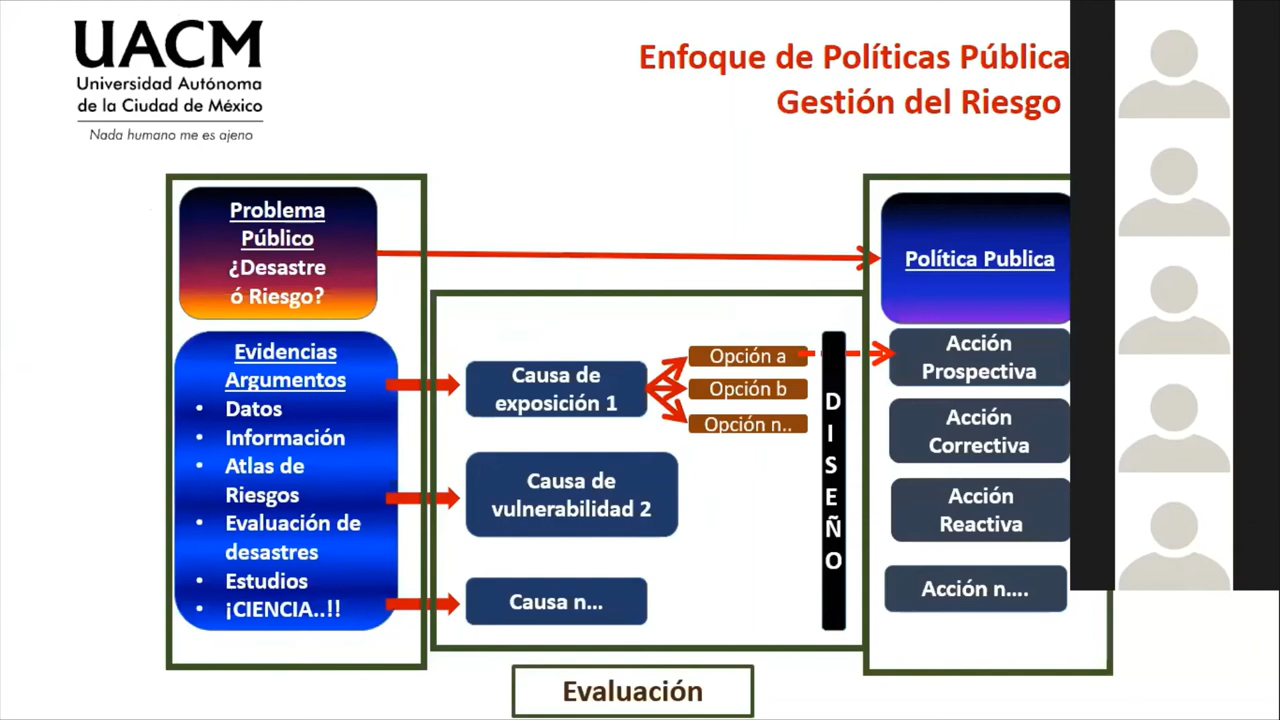 UACM
Universidad Autónoma
de la Ciudad de México
Nada humano me es ajeno
Enfoque de Políticas Pública
Gestión del Riesgo
Problema
Público
¿Desastre
ó Riesgo?
Evidencias
Argumentos
• Datos
• Información
• Atlas de
Riesgos
• Evaluación de
desastres
• Estudios
• ¡CIENCIA..!!
Causa de
exposición 1
Opción a
Opción b
Opción n..
Causa de
vulnerabilidad 2
Causa n...
D
I
S
E
Ñ
O
Política Publica
Acción
Prospectiva
Acción
Correctiva
Acción
Reactiva
Acción n....
Evaluación